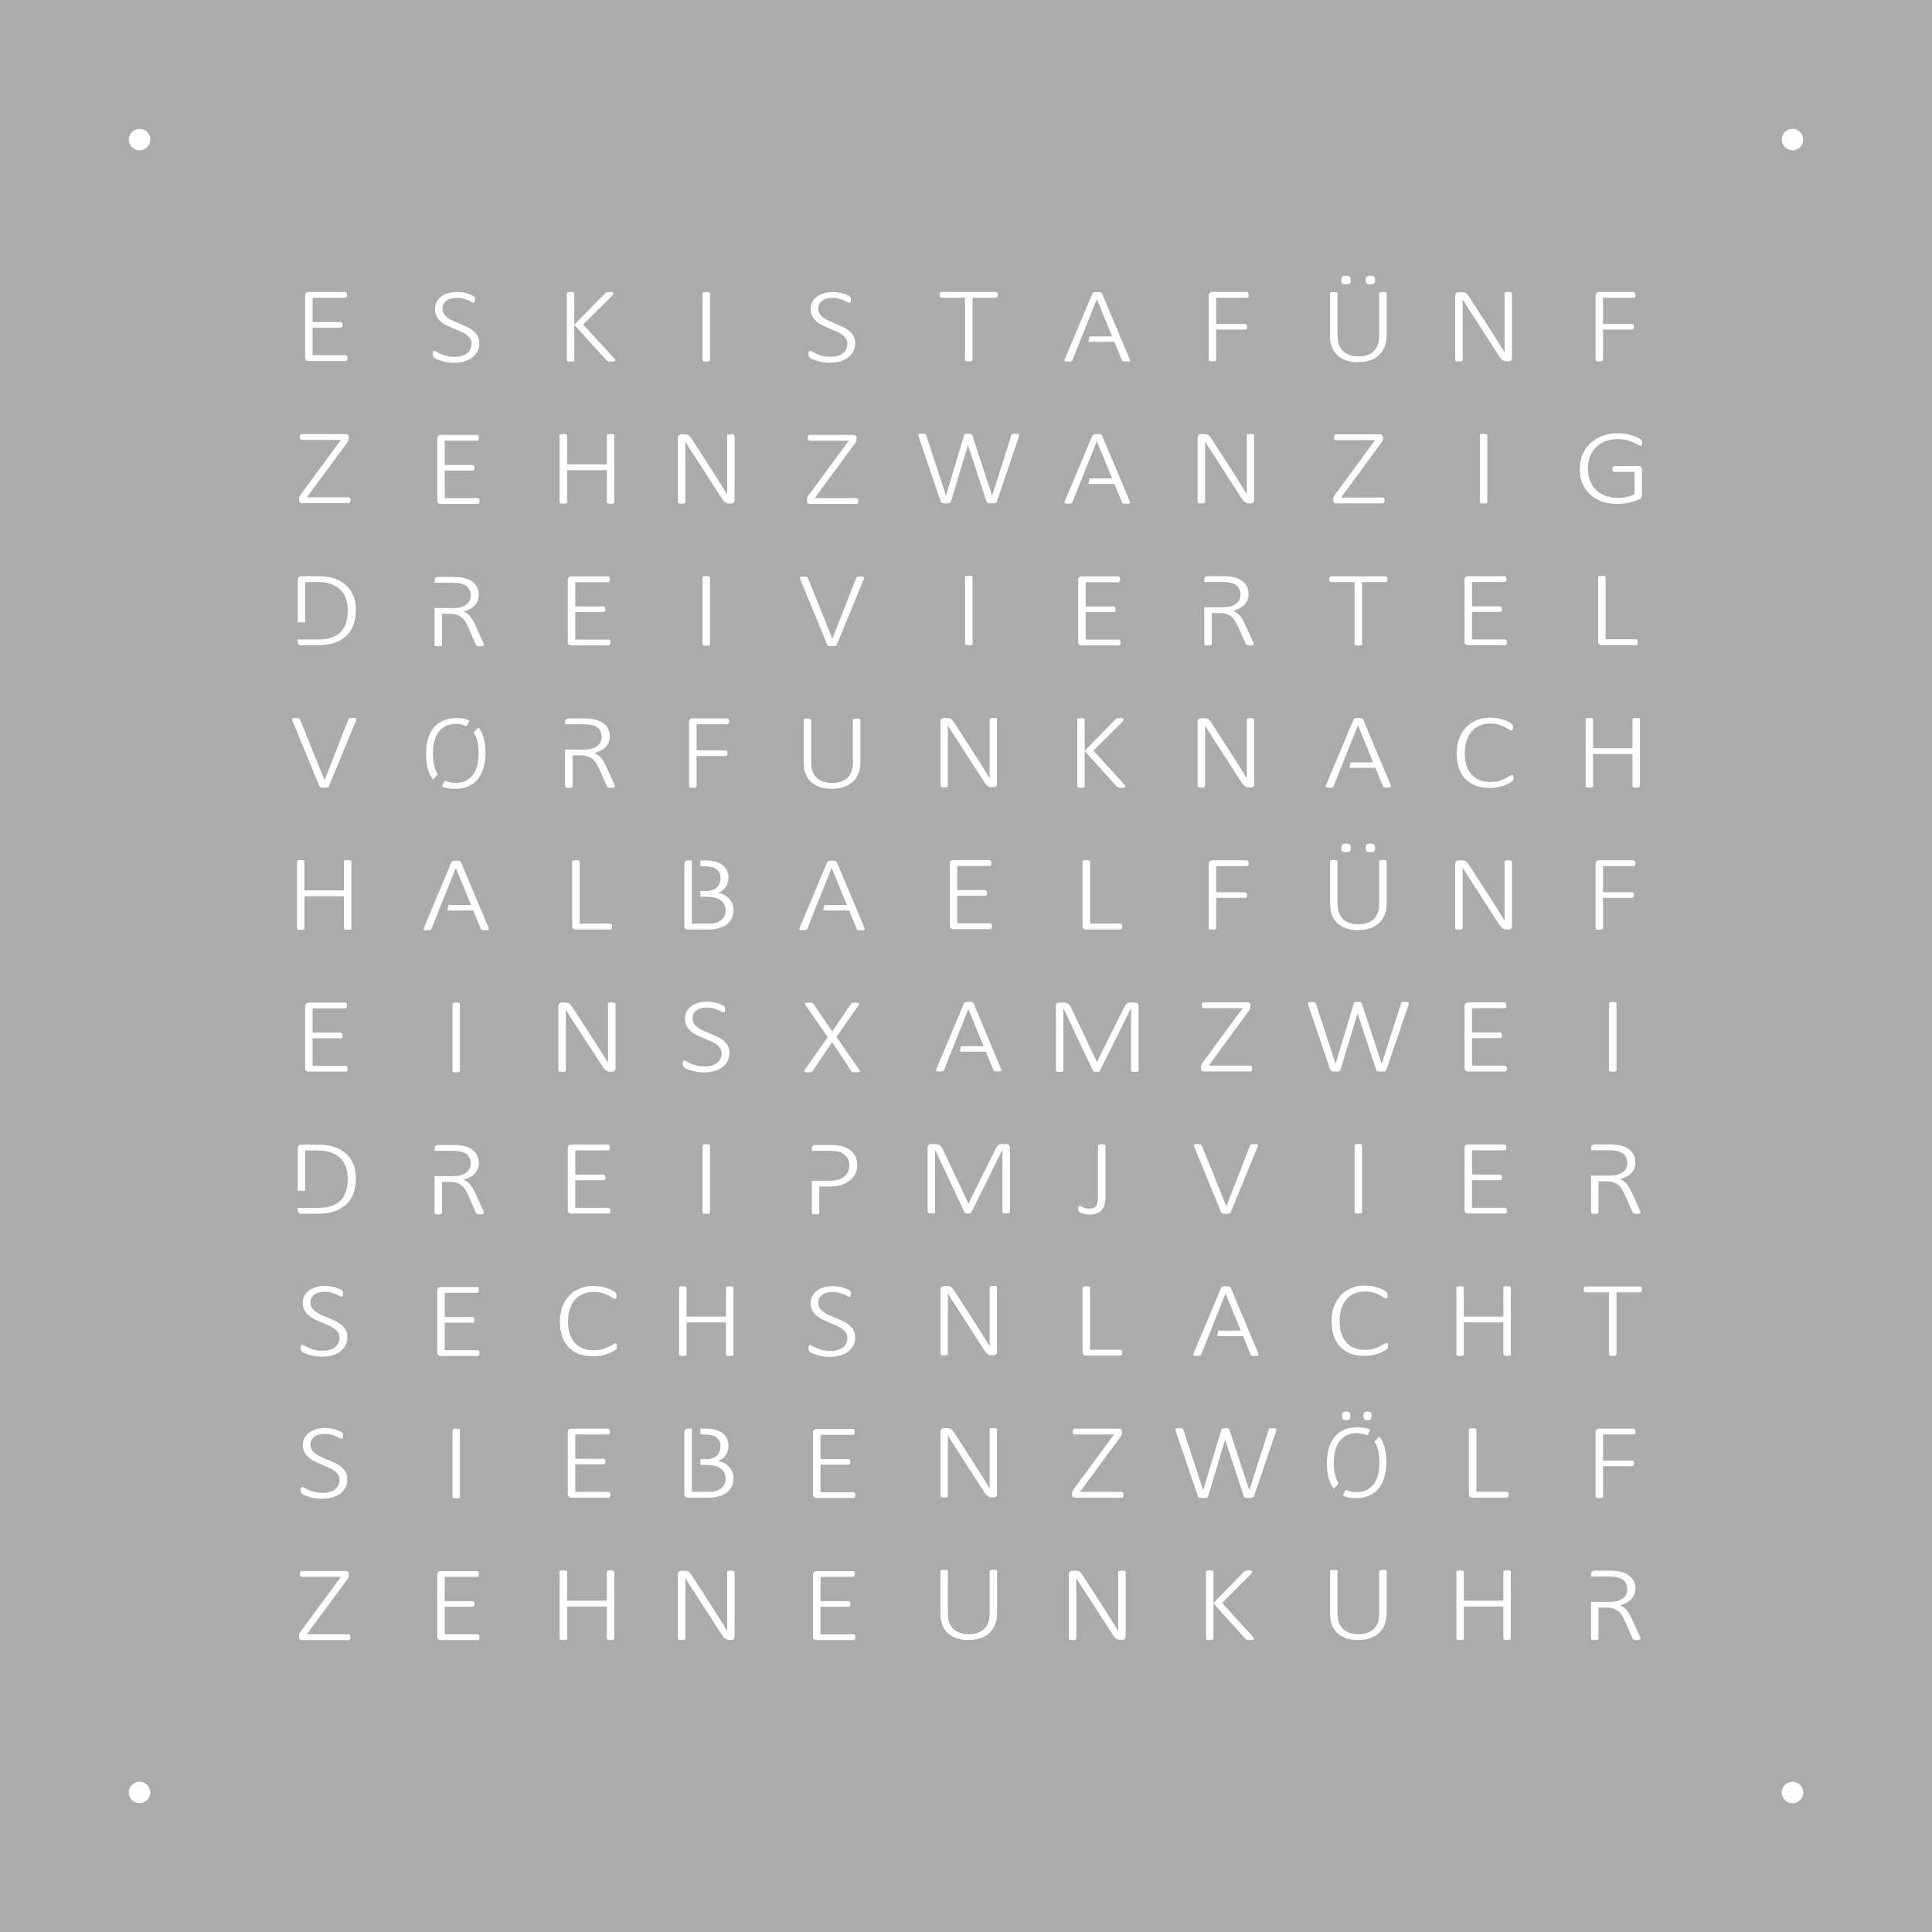 ESKISTAFÜNF
ZEHNZWANZIG
DREIVIERTEL
VORFUNKNACH
HALBAELFÜNF
EINSXAMZWEI
DREIPMJVIER
SECHSNLACHT
SIEBENZWÖLF
ZEHNEUNKUHR